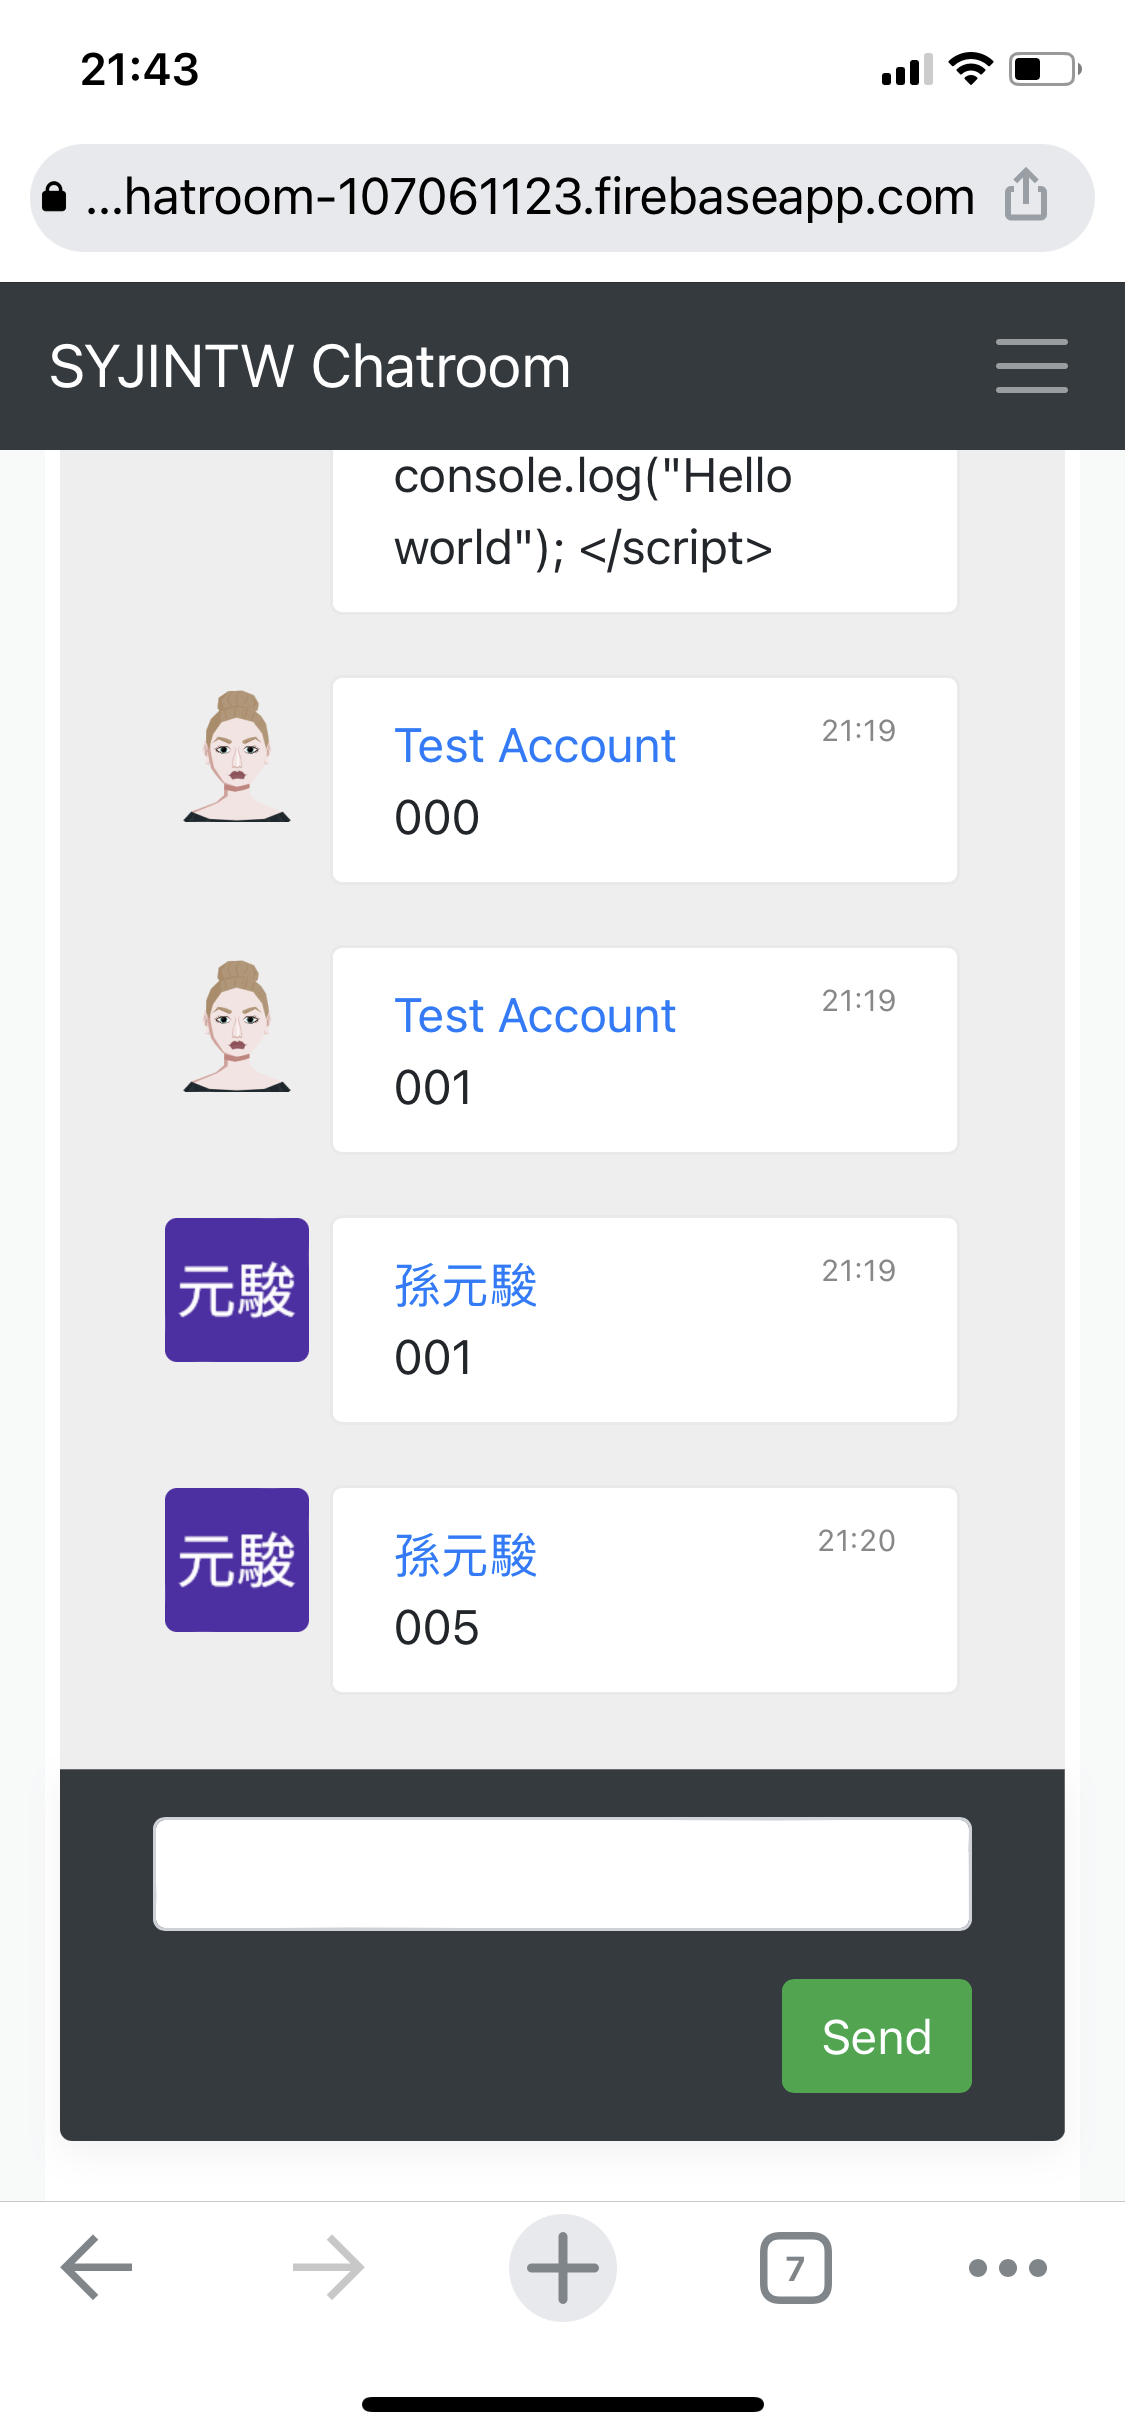 21:43
...hatroom-107061123.firebaseapp.com
SYJINTW Chatroom
console.log("Hello
world"); </script>
Test Account 21:19
000
Test Account 21:19
001
元駿
孫元駿 21:19
001
元駿
孫元駿 21:20
005
Send
7